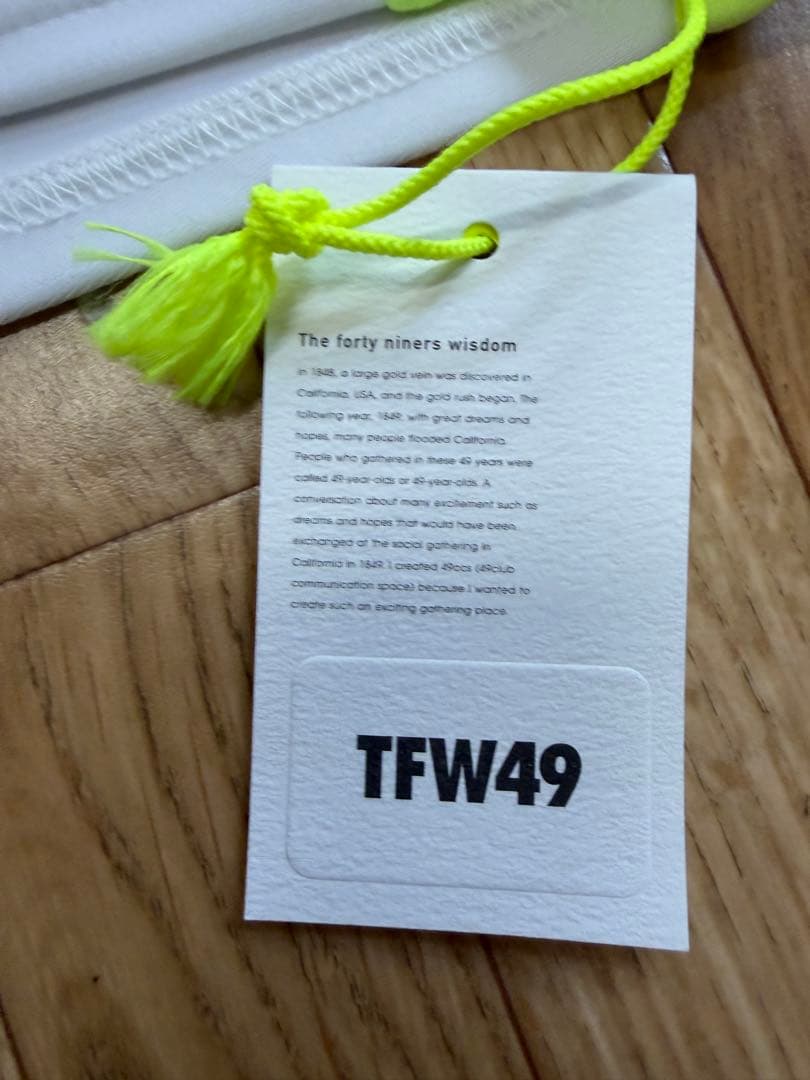 The forty niners wisdom
in 1848, a large gold vein was discovered in
California, USA, and the gold rush began. The
following year, 1849, with great dreams and
hopes, many people flooded California.
People who gathered in these 49 years were
called 49-year-olds or 49-year-olds. A
conversation about many excitement such as
dreams and hopes that would have been
exchanged at the social gathering in
California in 1849. I created 49ccs (49club
communication space) because I wanted to
create such an exciting gathering place.
TFW49